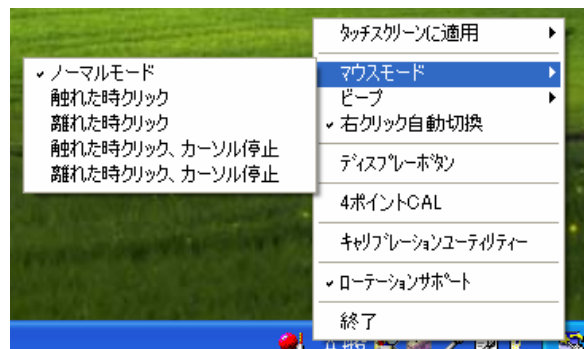 タッチスクリーンに適用
マウスモード
ビープ
右クリック自動切換
ディスプレーボタン
4ポイントCAL
キャリブレーションユーティリティー
ローテーションサポート
終了
ノーマルモード
触れた時クリック
離れた時クリック
触れた時クリック、カーソル停止
離れた時クリック、カーソル停止